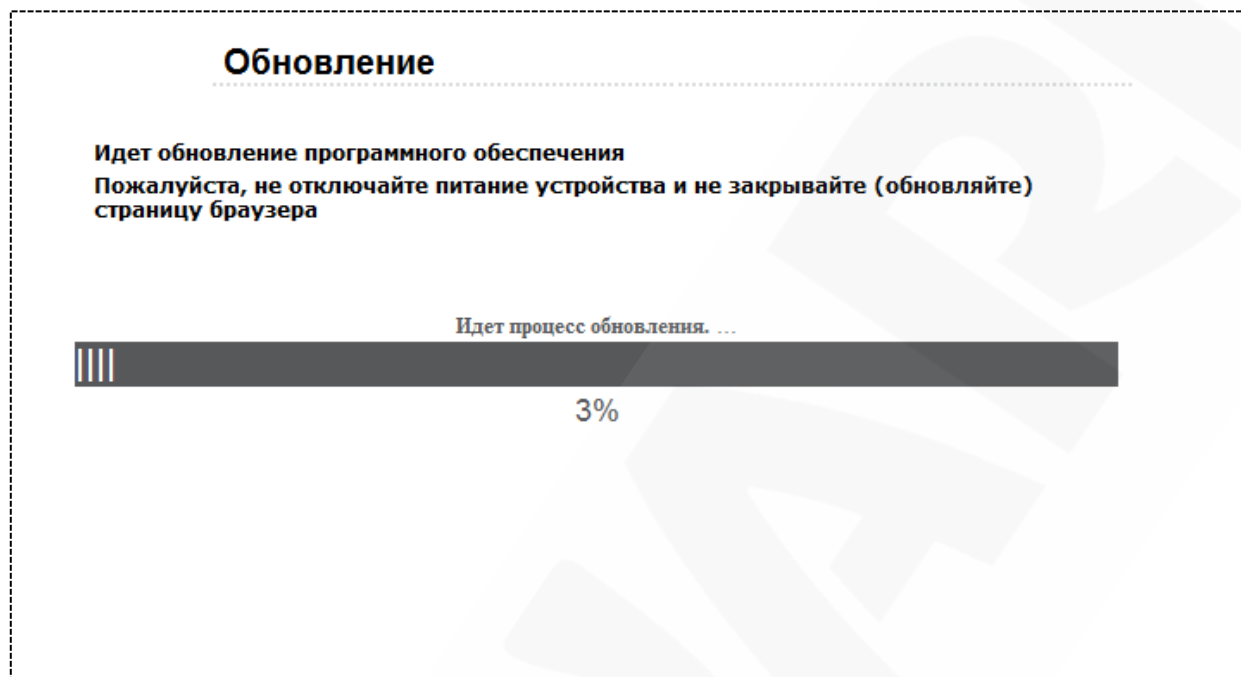 Обновление
Идет обновление программного обеспечения
Пожалуйста, не отключайте питание устройства и не закрывайте (обновляйте)
страницу браузера
Идет процесс обновления. ...
3%